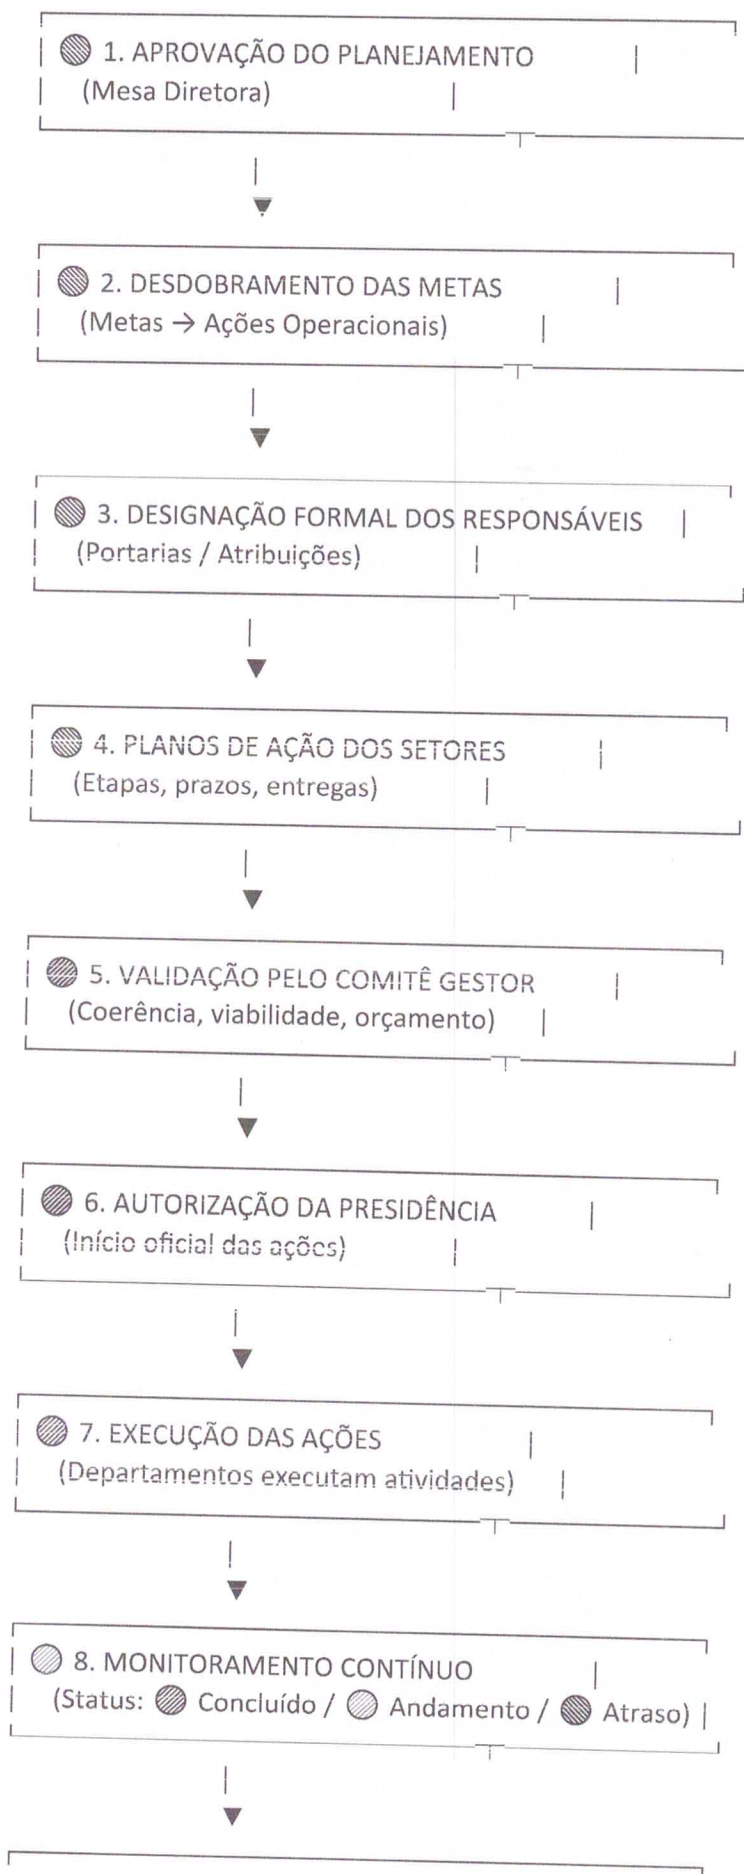 1. APROVAÇÃO DO PLANEJAMENTO
(Mesa Diretora)
2. DESDOBRAMENTO DAS METAS
(Metas → Ações Operacionais)
3. DESIGNAÇÃO FORMAL DOS RESPONSÁVEIS
(Portarias / Atribuições)
4. PLANOS DE AÇÃO DOS SETORES
(Etapas, prazos, entregas)
5. VALIDAÇÃO PELO COMITÊ GESTOR
(Coerência, viabilidade, orçamento)
6. AUTORIZAÇÃO DA PRESIDÊNCIA
(Início oficial das ações)
7. EXECUÇÃO DAS AÇÕES
(Departamentos executam atividades)
8. MONITORAMENTO CONTÍNUO
(Status: Concluído / Andamento / Atraso)